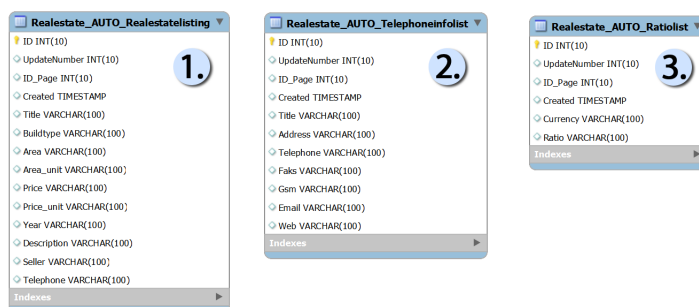 Realestate_AUTO_Realestatelisting
1.)
ID INT(10)
UpdateNumber INT(10)
ID_Page INT(10)
Created TIMESTAMP
Title VARCHAR(100)
Buildtype VARCHAR(100)
Area VARCHAR(100)
Area_unit VARCHAR(100)
Price VARCHAR(100)
Price_unit VARCHAR(100)
Year VARCHAR(100)
Description VARCHAR(100)
Seller VARCHAR(100)
Telephone VARCHAR(100)
Indexes
Realestate_AUTO_Telephoneinfolist
2.)
ID INT(10)
UpdateNumber INT(10)
ID_Page INT(10)
Created TIMESTAMP
Title VARCHAR(100)
Address VARCHAR(100)
Telephone VARCHAR(100)
Faks VARCHAR(100)
Gsm VARCHAR(100)
Email VARCHAR(100)
Web VARCHAR(100)
Indexes
Realestate_AUTO_Ratiolist
3.)
ID INT(10)
UpdateNumber INT(10)
ID_Page INT(10)
Created TIMESTAMP
Currency VARCHAR(100)
Ratio VARCHAR(100)
Indexes